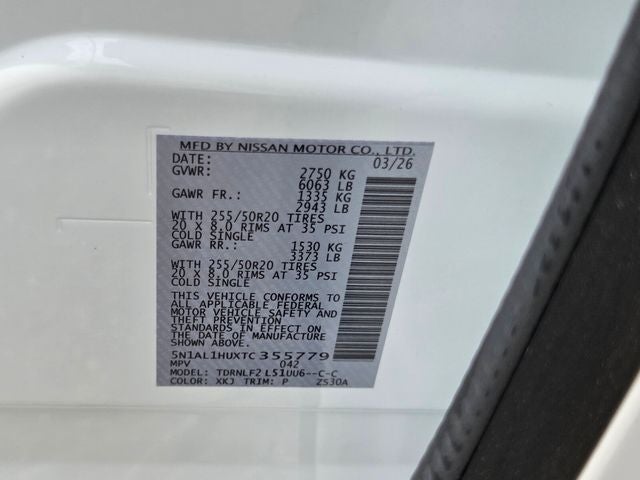 MFD BY NISSAN MOTOR CO., LTD.
DATE: 03/26
GVWR: 2750 KG
6063 LB
GAWR FR.: 1335 KG
2943 LB
WITH 255/50R20 TIRES
20 X 8.0 RIMS AT 35 PSI
COLD SINGLE
GAWR RR.: 1530 KG
3373 LB
WITH 255/50R20 TIRES
20 X 8.0 RIMS AT 35 PSI
COLD SINGLE
THIS VEHICLE CONFORMS TO
ALL APPLICABLE FEDERAL
MOTOR VEHICLE SAFETY AND
THEFT PREVENTION
STANDARDS IN EFFECT ON THE
DATE OF MANUFACTURE
SHOWN ABOVE.
5N1AL1HUXTC355779
MPV 042
MODEL: TDRNLF2 L51UU6--C-C
COLOR: XKJ TRIM: P Z530A